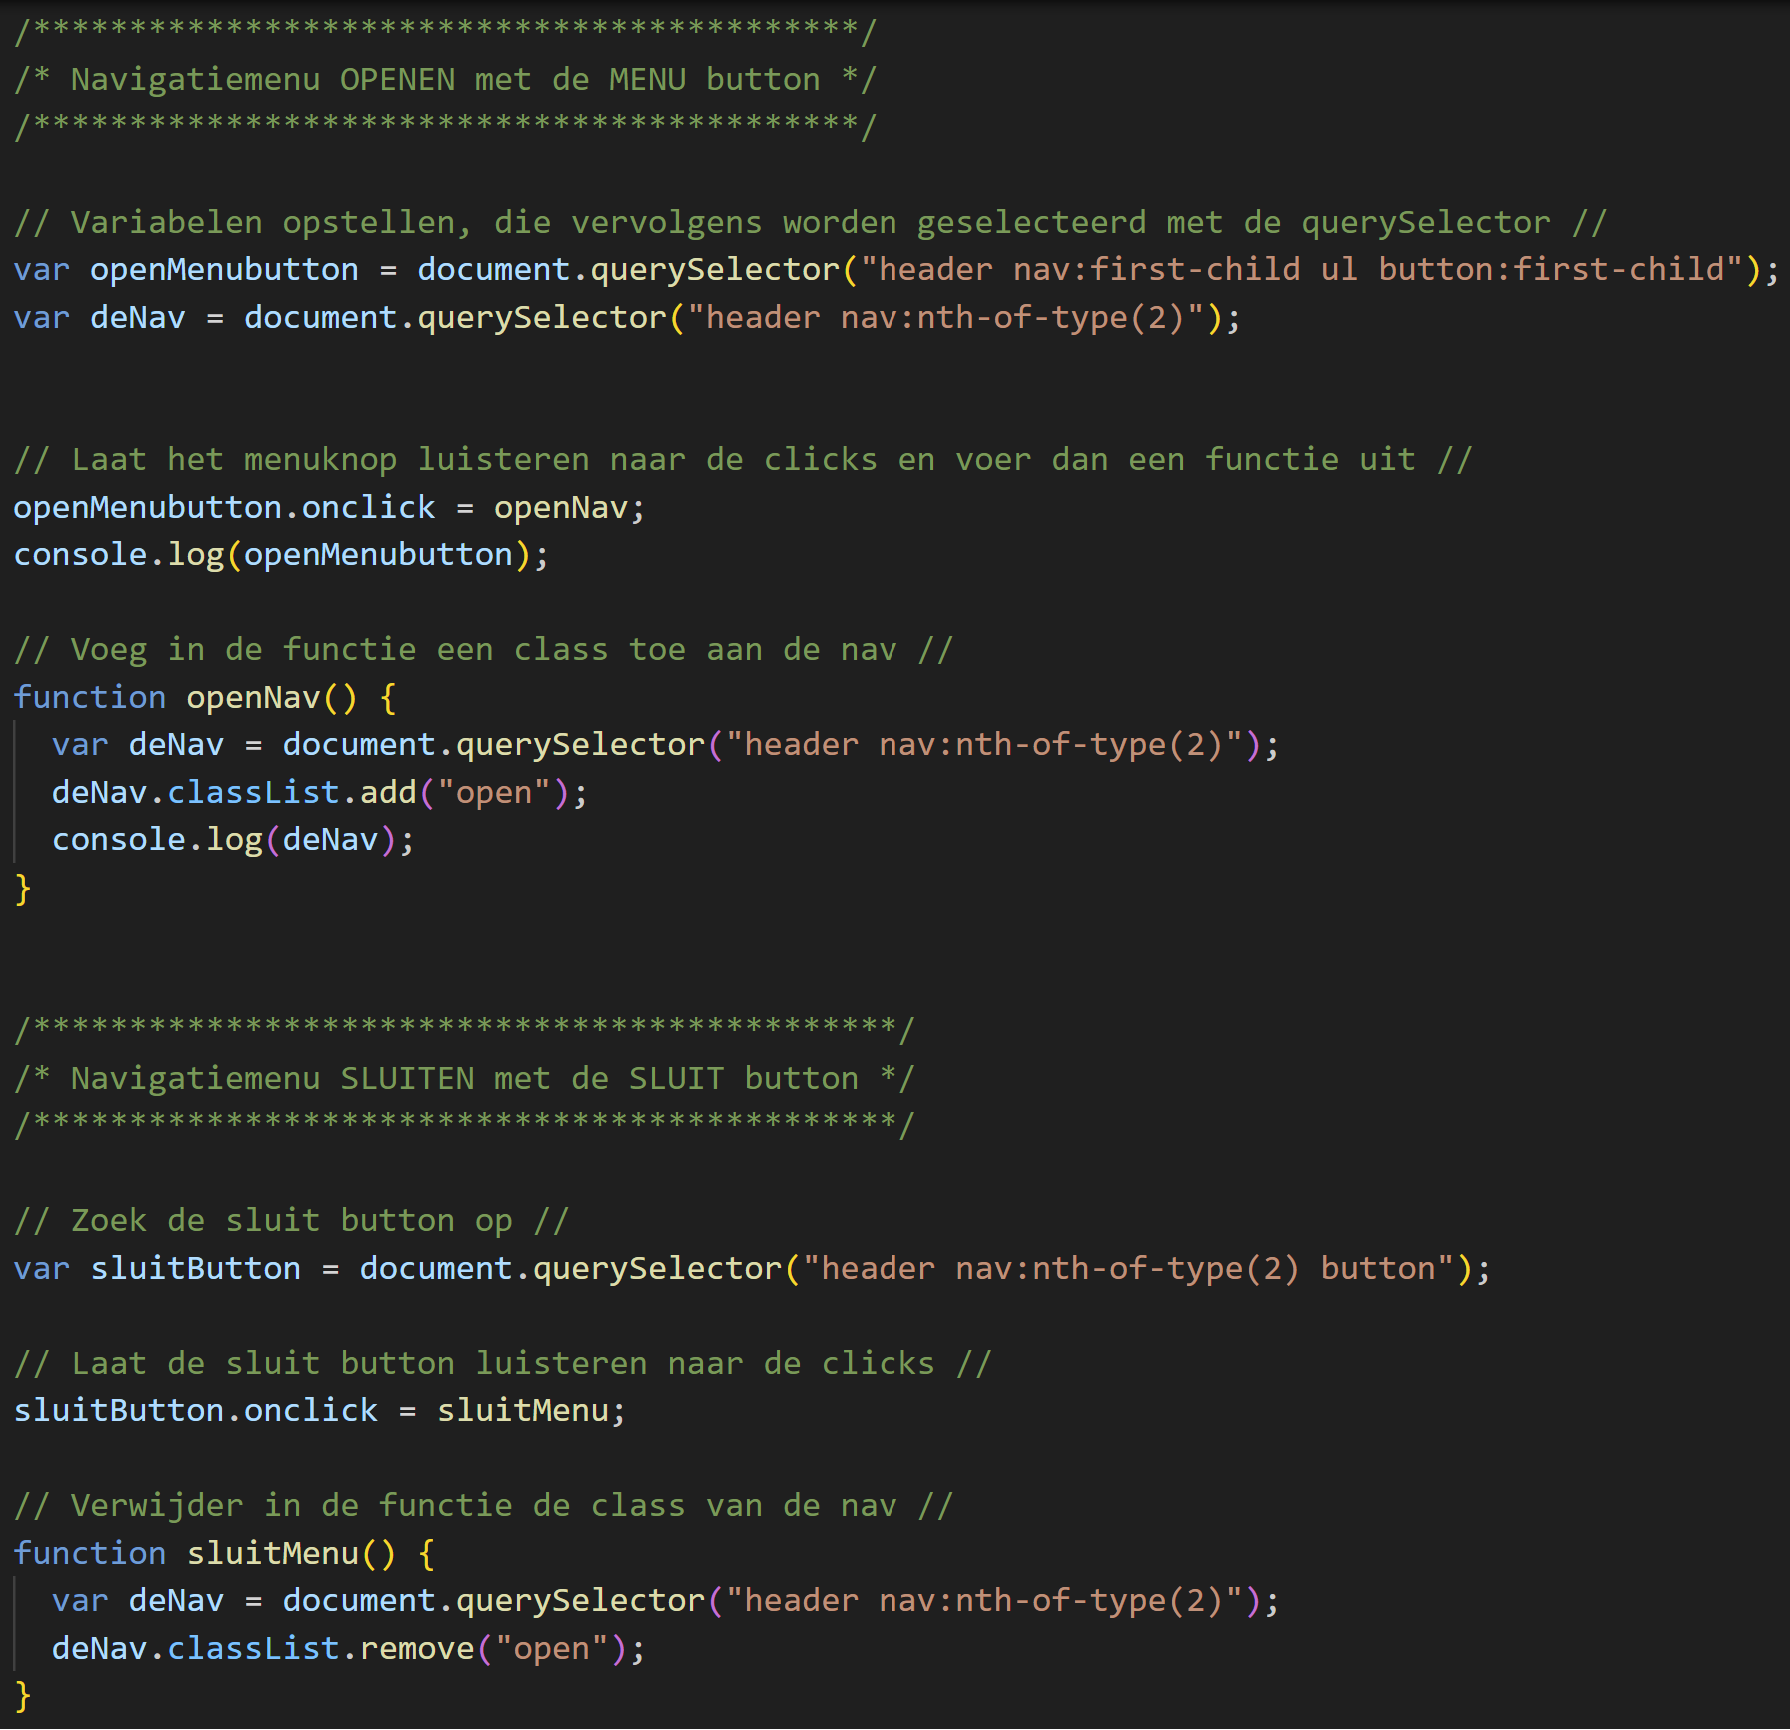 /*******************************************/
/* Navigatiemenu OPENEN met de MENU button */
/*******************************************/
// Variabelen opstellen, die vervolgens worden geselecteerd met de querySelector //
var openMenubutton = document.querySelector("header nav:first-child ul button:first-child");
var deNav = document.querySelector("header nav:nth-of-type(2)");
// Laat het menuknop luisteren naar de clicks en voer dan een functie uit //
openMenubutton.onclick = openNav;
console.log(openMenubutton);
// Voeg in de functie een class toe aan de nav //
function openNav() {
  var deNav = document.querySelector("header nav:nth-of-type(2)");
  deNav.classList.add("open");
  console.log(deNav);
}
/*********************************************/
/* Navigatiemenu SLUITEN met de SLUIT button */
/*********************************************/
// Zoek de sluit button op //
var sluitButton = document.querySelector("header nav:nth-of-type(2) button");
// Laat de sluit button luisteren naar de clicks //
sluitButton.onclick = sluitMenu;
// Verwijder in de functie de class van de nav //
function sluitMenu() {
  var deNav = document.querySelector("header nav:nth-of-type(2)");
  deNav.classList.remove("open");
}